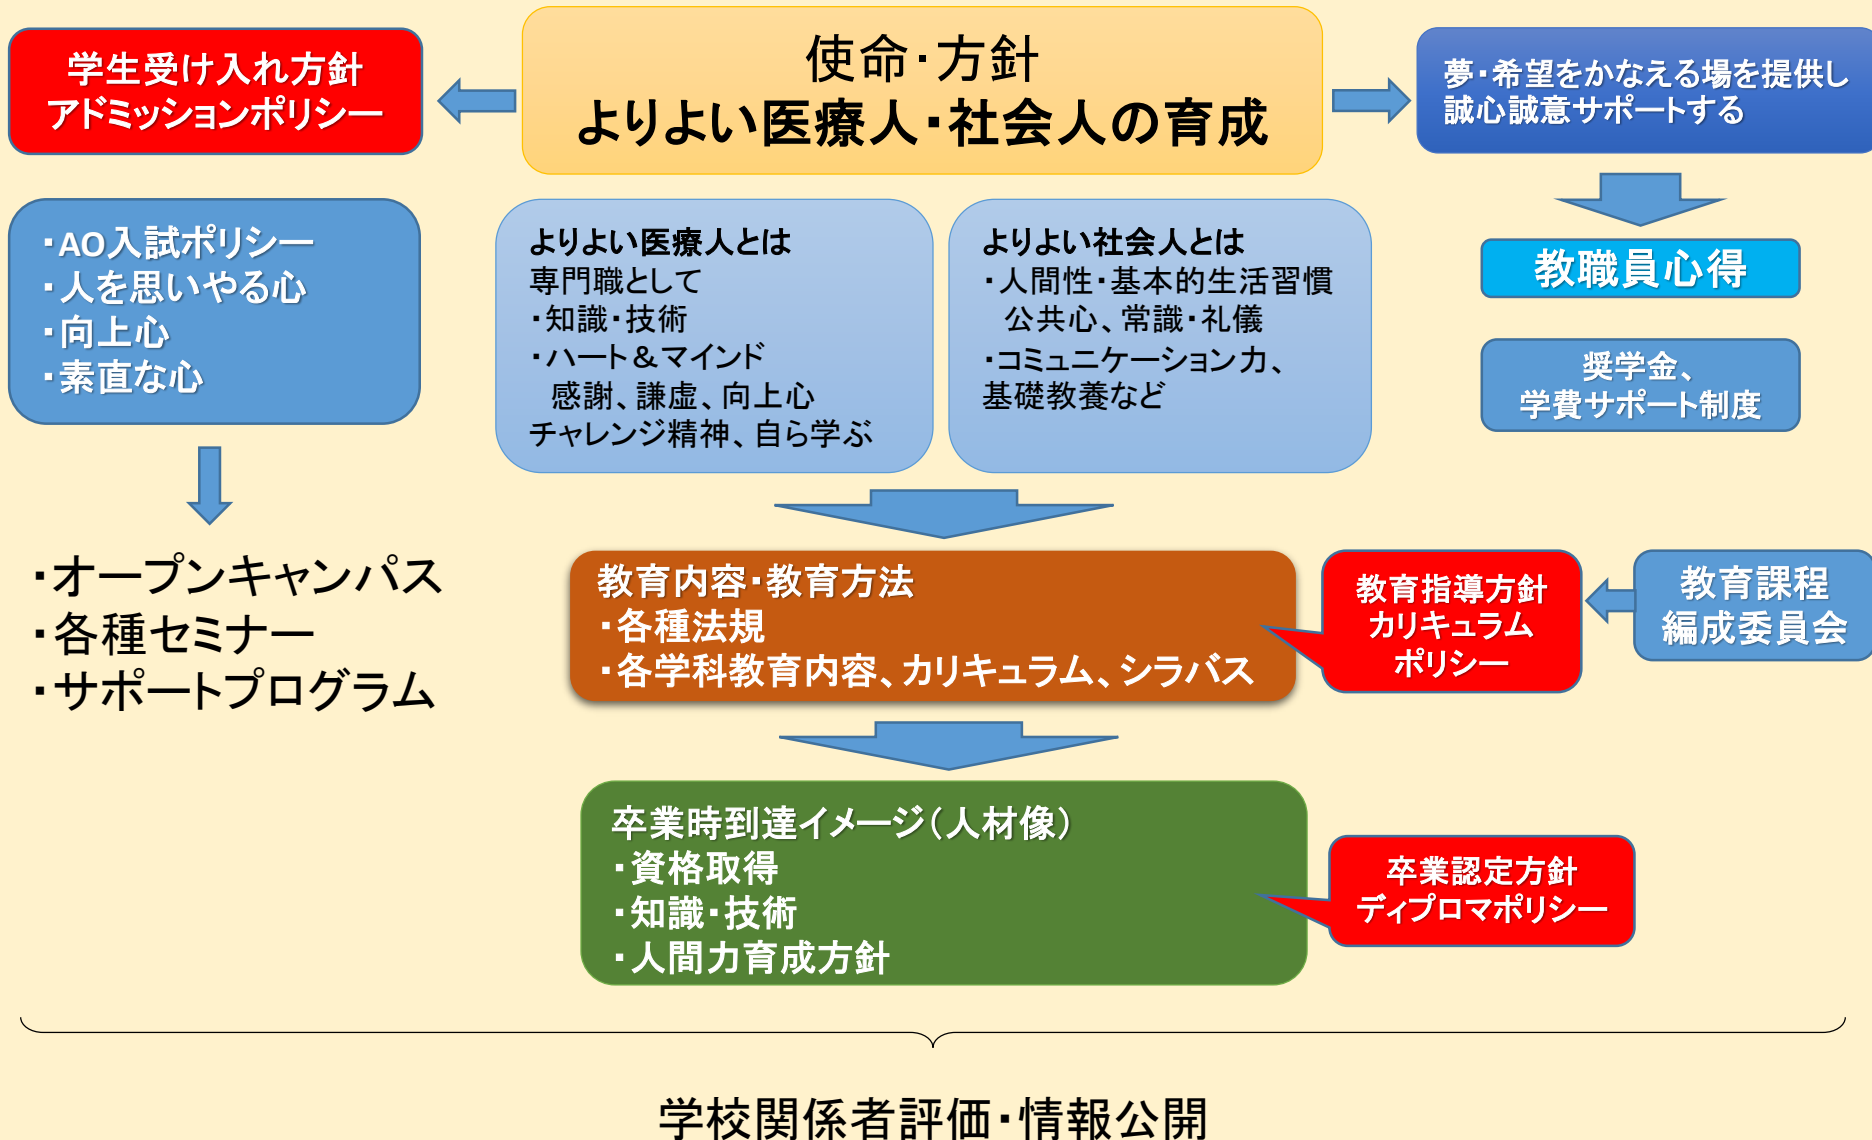 学生受け入れ方針
アドミッションポリシー
使命・方針
よりよい医療人・社会人の育成
夢・希望をかなえる場を提供し
誠心誠意サポートする
・AO入試ポリシー
・人を思いやる心
・向上心
・素直な心
よりよい医療人とは
専門職として
・知識・技術
・ハート＆マインド
感謝、謙虚、向上心
チャレンジ精神、自ら学ぶ
よりよい社会人とは
・人間性・基本的生活習慣
公共心、常識・礼儀
・コミュニケーション力、
基礎教養など
教職員心得
奨学金、
学費サポート制度
・オープンキャンパス
・各種セミナー
・サポートプログラム
教育内容・教育方法
・各種法規
・各学科教育内容、カリキュラム、シラバス
教育指導方針
カリキュラム
ポリシー
教育課程
編成委員会
卒業時到達イメージ（人材像）
・資格取得
・知識・技術
・人間力育成方針
卒業認定方針
ディプロマポリシー
学校関係者評価・情報公開